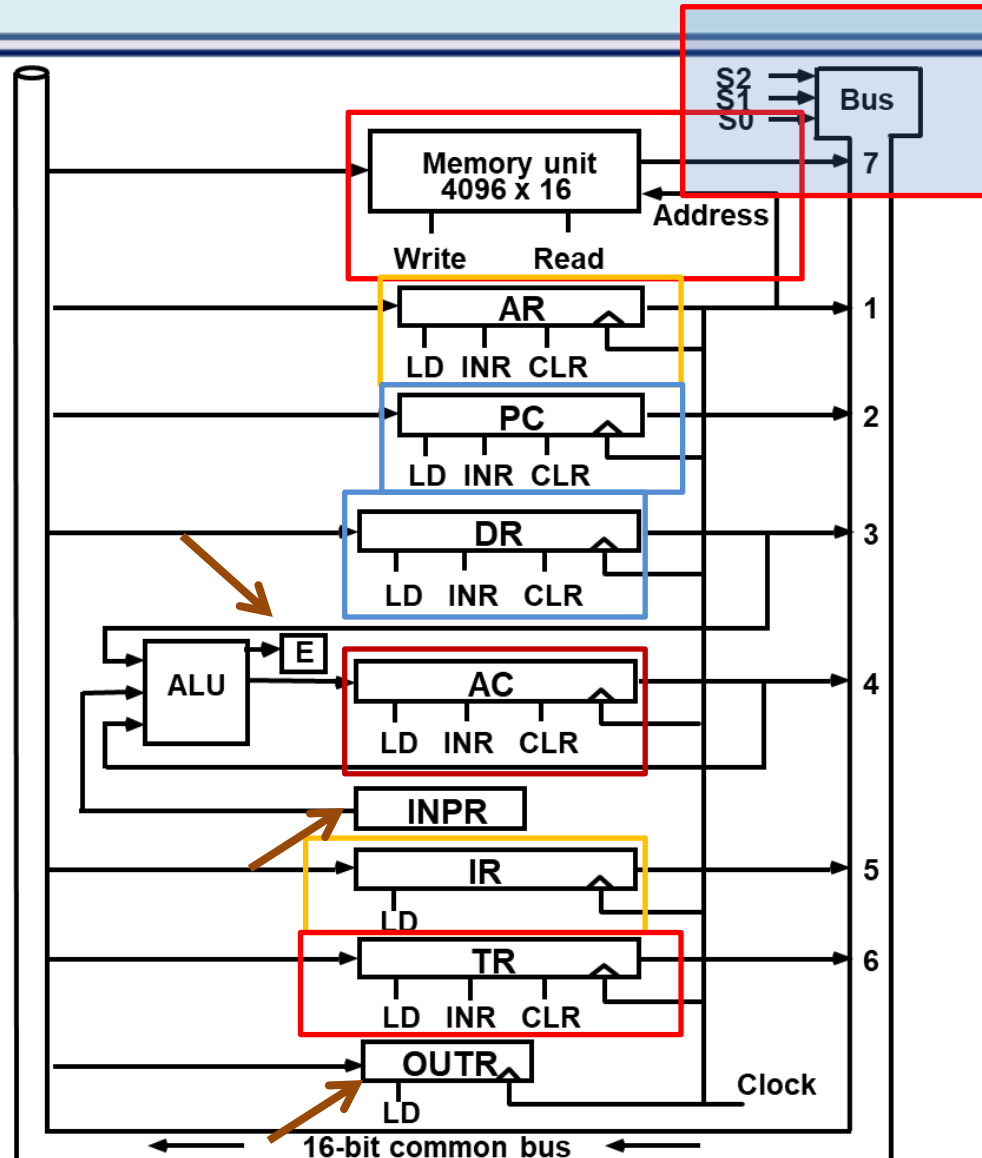 S2
S1
S0
Bus
Memory unit
4096 x 16
7
Address
Write Read
AR
1
LD INR CLR
PC
2
LD INR CLR
DR
3
LD INR CLR
E
ALU
AC
4
LD INR CLR
INPR
IR
5
LD
TR
6
LD INR CLR
OUTR
LD
Clock
16-bit common bus